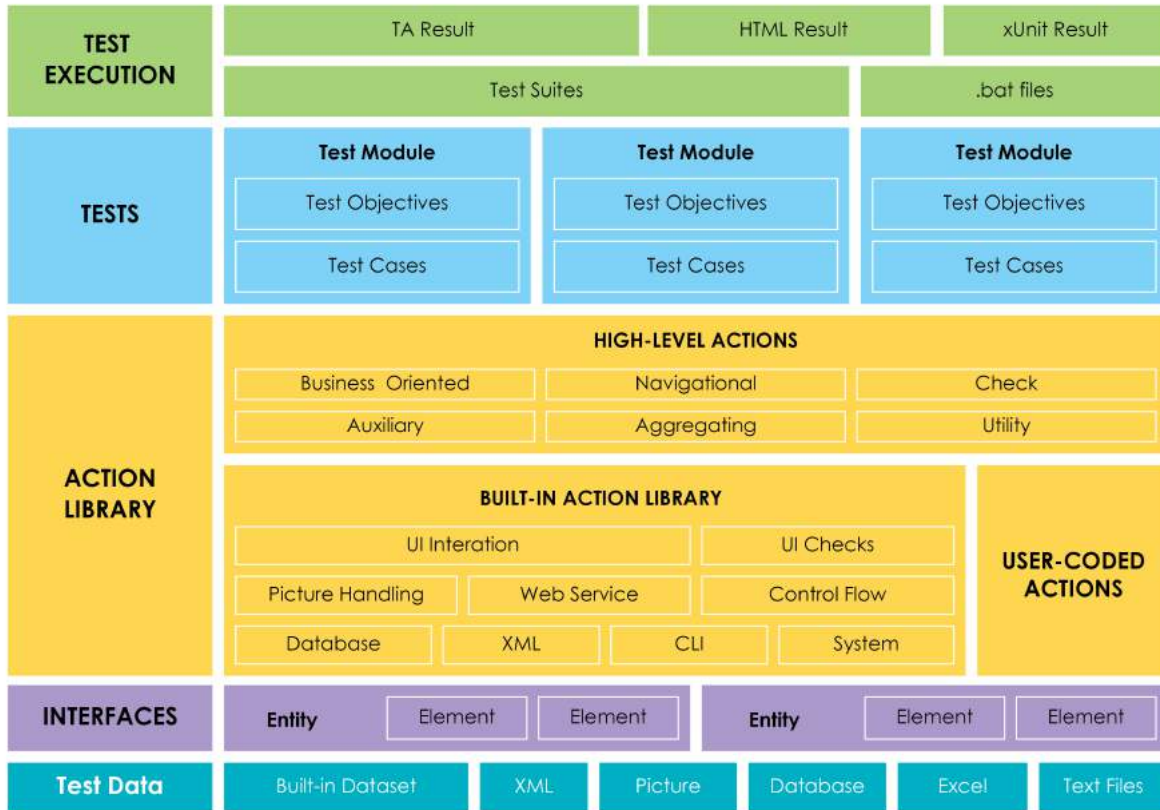 TEST
EXECUTION
TA Result
HTML Result
xUnit Result
Test Suites
.bat files
TESTS
Test Module
Test Module
Test Module
Test Objectives
Test Objectives
Test Objectives
Test Cases
Test Cases
Test Cases
ACTION
LIBRARY
HIGH-LEVEL ACTIONS
Business Oriented
Navigational
Check
Auxiliary
Aggregating
Utility
BUILT-IN ACTION LIBRARY
UI Interation
UI Checks
Picture Handling
Web Service
Control Flow
Database
XML
CLI
System
USER-CODED
ACTIONS
INTERFACES
Entity
Element
Element
Entity
Element
Element
Test Data
Built-in Dataset
XML
Picture
Database
Excel
Text Files